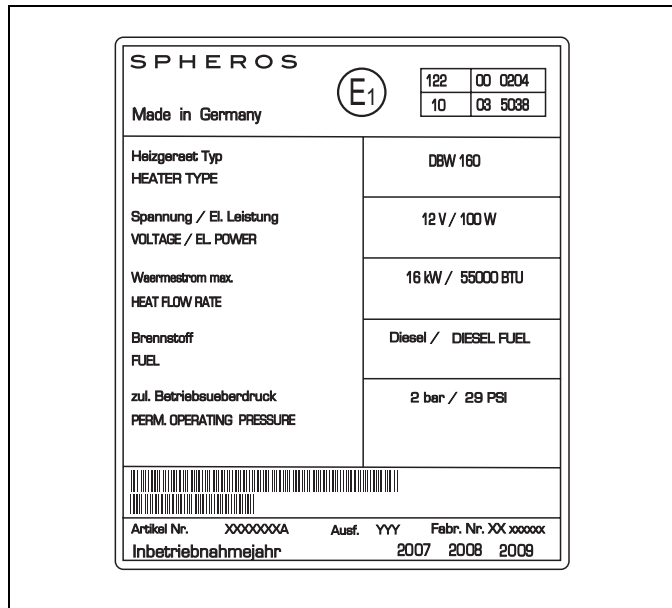 SPHEROS
E1
122 00 0204
10 03 5038
Made in Germany
Heizgeraet Typ
HEATER TYPE
DBW 160
Spannung / El. Leistung
VOLTAGE / EL. POWER
12 V / 100 W
Waermestrom max.
HEAT FLOW RATE
16 kW / 55000 BTU
Brennstoff
FUEL
Diesel / DIESEL FUEL
zul. Betriebsueberdruck
PERM. OPERATING PRESSURE
2 bar / 29 PSI
Artikel Nr. XXXXXXXA Ausf. YYY Fabr. Nr. XX xxxxxx
Inbetriebnahmejahr 2007 2008 2009